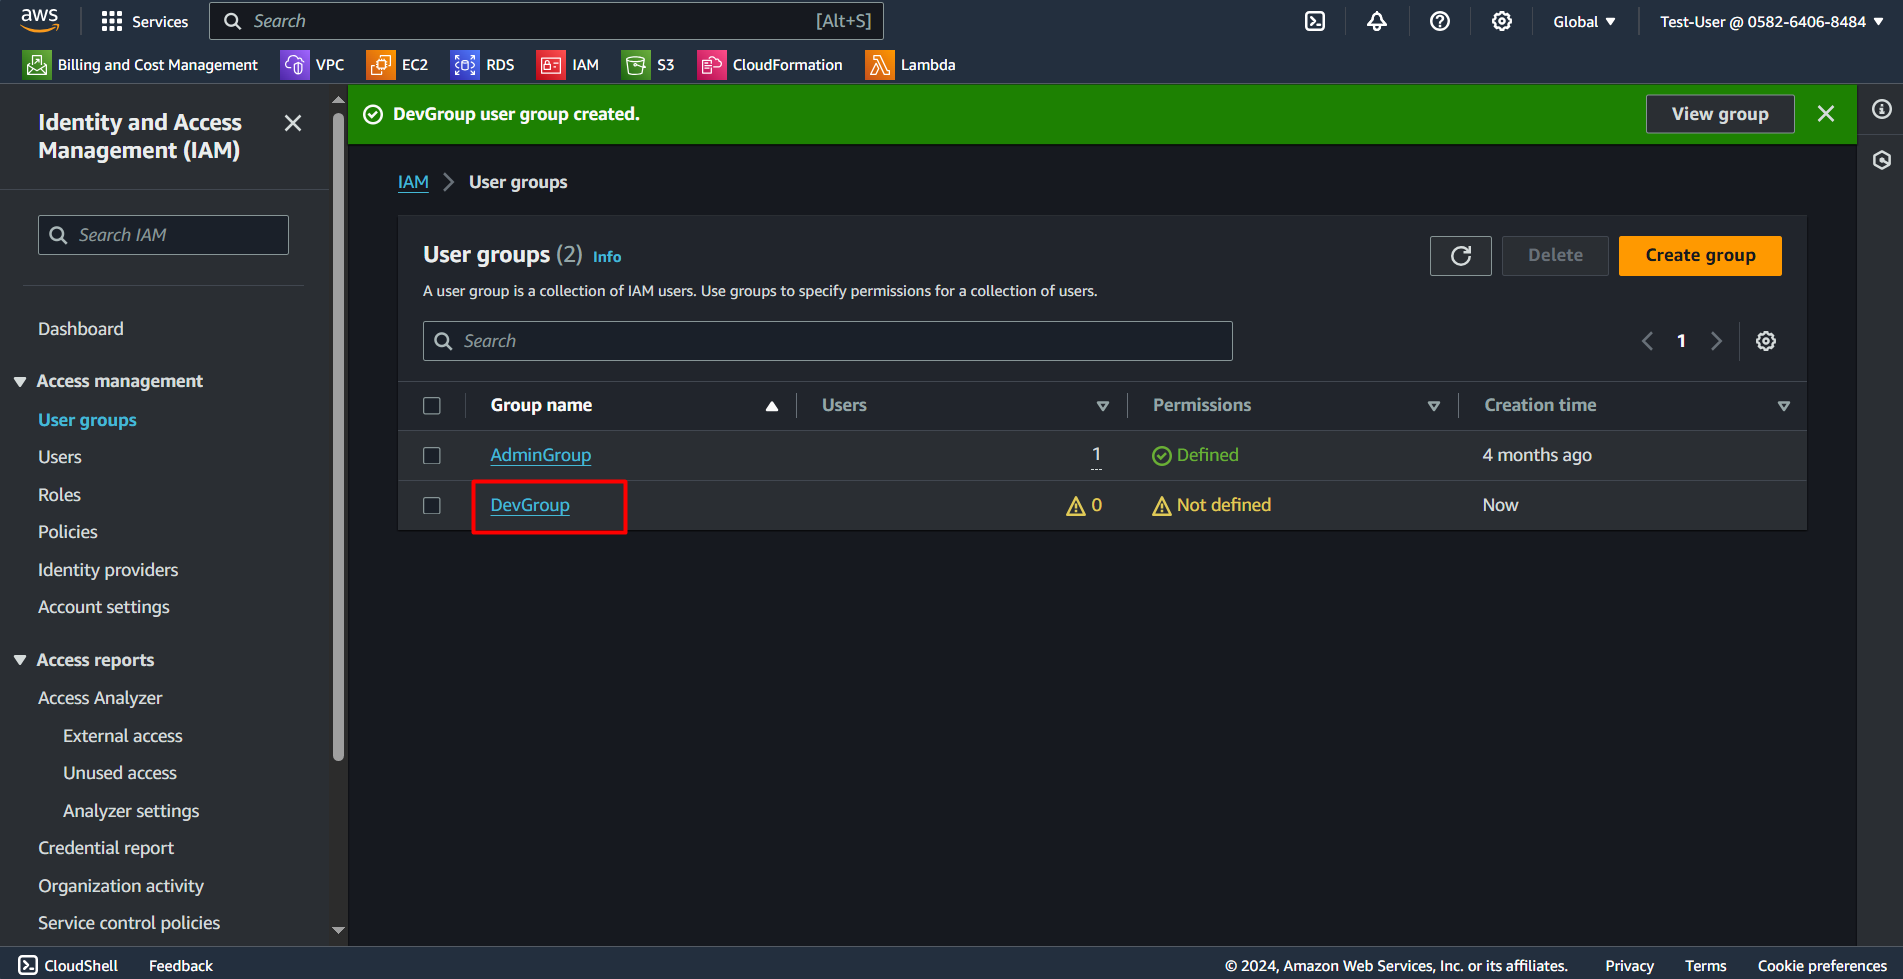 aws
Services
Search [Alt+S]
Global
Test-User @ 0582-6406-8484
Billing and Cost Management
VPC
EC2
RDS
IAM
S3
CloudFormation
Lambda
Identity and Access
Management (IAM)
Search IAM
Dashboard
Access management
User groups
Users
Roles
Policies
Identity providers
Account settings
Access reports
Access Analyzer
External access
Unused access
Analyzer settings
Credential report
Organization activity
Service control policies
DevGroup user group created.
View group
IAM > User groups
User groups (2) Info
Delete
Create group
A user group is a collection of IAM users. Use groups to specify permissions for a collection of users.
Search
1
Group name Users Permissions Creation time
AdminGroup 1 Defined 4 months ago
DevGroup 0 Not defined Now
CloudShell Feedback
© 2024, Amazon Web Services, Inc. or its affiliates. Privacy Terms Cookie preferences